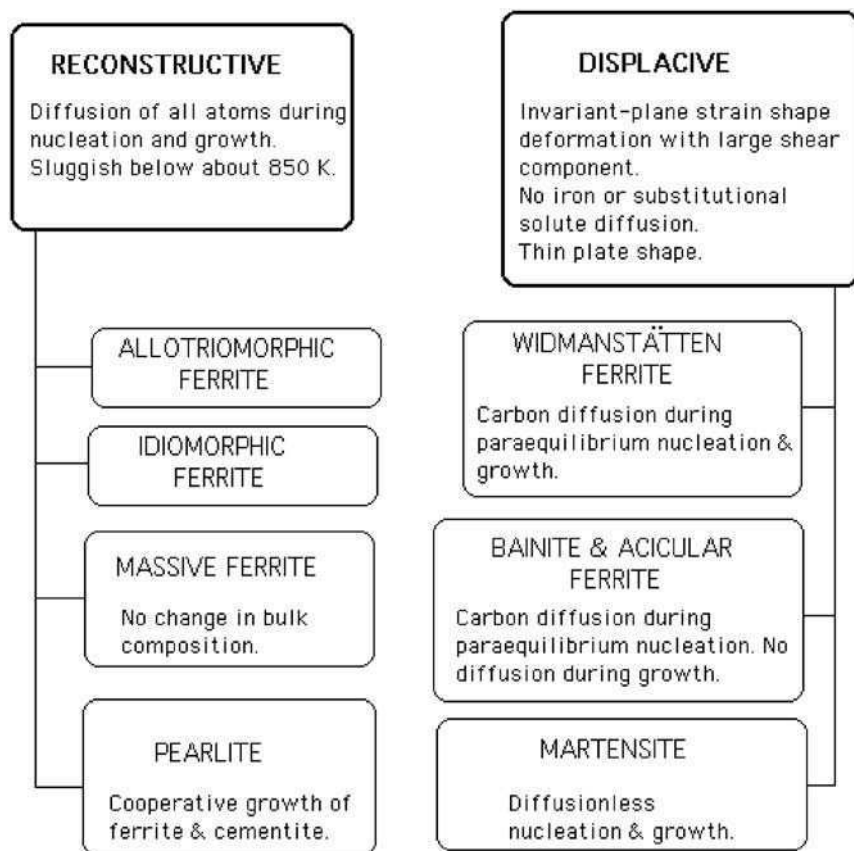 RECONSTRUCTIVE
Diffusion of all atoms during
nucleation and growth.
Sluggish below about 850 K.
ALLOTRIOMORPHIC
FERRITE
IDIOMORPHIC
FERRITE
MASSIVE FERRITE
No change in bulk
composition.
PEARLITE
Cooperative growth of
ferrite & cementite.
DISPLACIVE
Invariant-plane strain shape
deformation with large shear
component.
No iron or substitutional
solute diffusion.
Thin plate shape.
WIDMANSTÄTTEN
FERRITE
Carbon diffusion during
paraequilibrium nucleation &
growth.
BAINITE & ACICULAR
FERRITE
Carbon diffusion during
paraequilibrium nucleation. No
diffusion during growth.
MARTENSITE
Diffusionless
nucleation & growth.